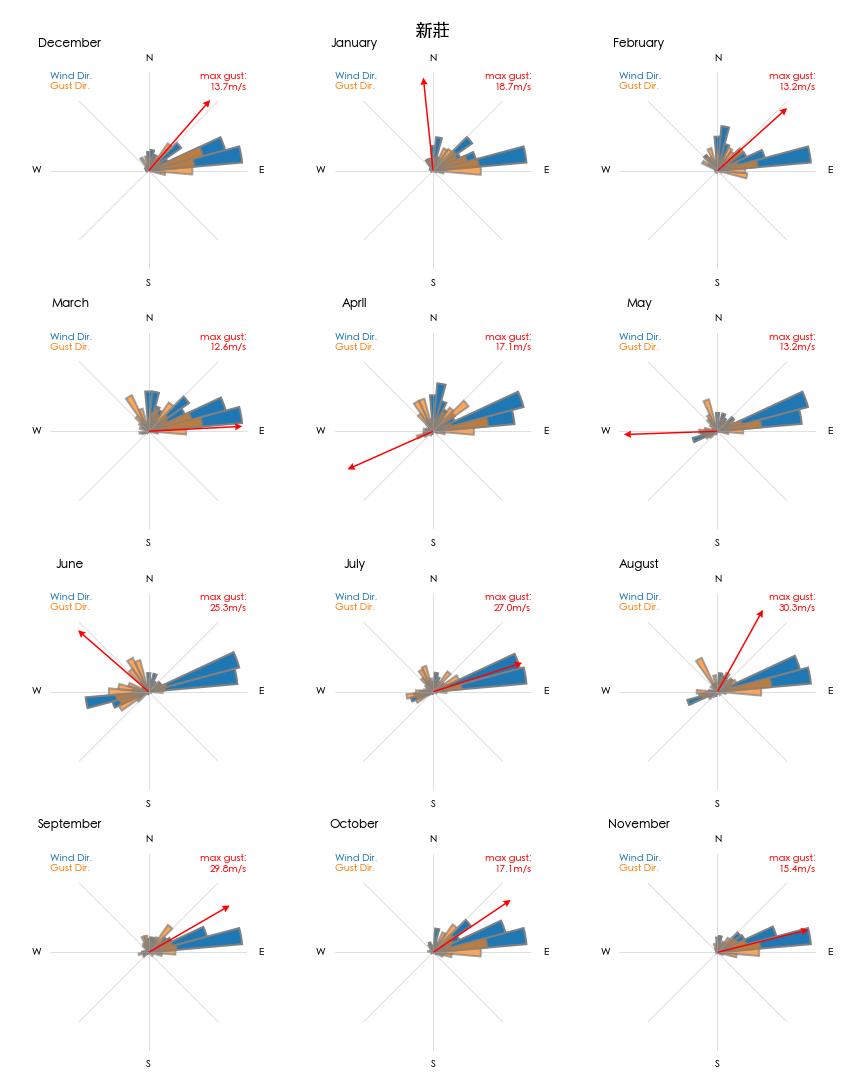 新莊
December
N
Wind Dir.
Gust Dir.
max gust:
13.7m/s
W
E
S
January
N
Wind Dir.
Gust Dir.
max gust:
18.7m/s
W
E
S
February
N
Wind Dir.
Gust Dir.
max gust:
13.2m/s
W
E
S
March
N
Wind Dir.
Gust Dir.
max gust:
12.6m/s
W
E
S
April
N
Wind Dir.
Gust Dir.
max gust:
17.1m/s
W
E
S
May
N
Wind Dir.
Gust Dir.
max gust:
13.2m/s
W
E
S
June
N
Wind Dir.
Gust Dir.
max gust:
25.3m/s
W
E
S
July
N
Wind Dir.
Gust Dir.
max gust:
27.0m/s
W
E
S
August
N
Wind Dir.
Gust Dir.
max gust:
30.3m/s
W
E
S
September
N
Wind Dir.
Gust Dir.
max gust:
29.8m/s
W
E
S
October
N
Wind Dir.
Gust Dir.
max gust:
17.1m/s
W
E
S
November
N
Wind Dir.
Gust Dir.
max gust:
15.4m/s
W
E
S